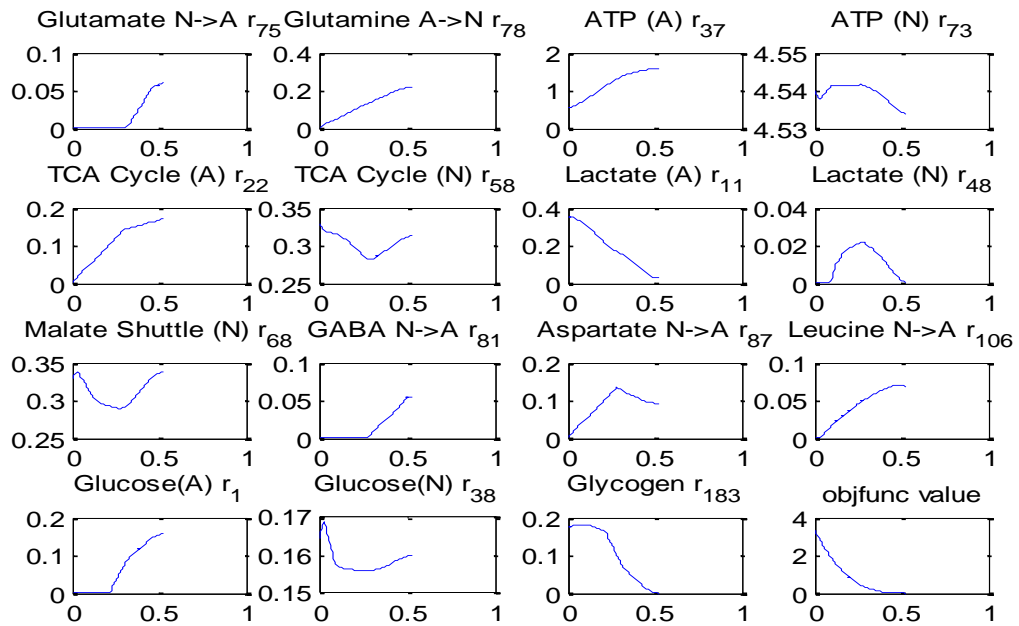 Glutamate N->A r75 Glutamine A->N r78 ATP (A) r37 ATP (N) r73
0.1 0.4 2 4.55
0.05 0.2 1 4.54
0 0 0 4.53
0 0.5 1 0 0.5 1 0 0.5 1 0 0.5 1
TCA Cycle (A) r22 TCA Cycle (N) r58 Lactate (A) r11 Lactate (N) r48
0.2 0.35 0.4 0.04
0.1 0.3 0.2 0.02
0 0.25 0 0
0 0.5 1 0 0.5 1 0 0.5 1 0 0.5 1
Malate Shuttle (N) r68 GABA N->A r81 Aspartate N->A r87 Leucine N->A r106
0.35 0.1 0.2 0.1
0.3 0.05 0.1 0.05
0.25 0 0 0
0 0.5 1 0 0.5 1 0 0.5 1 0 0.5 1
Glucose(A) r1 Glucose(N) r38 Glycogen r183 objfunc value
0.2 0.17 0.2 4
0.1 0.16 0.1 2
0 0.15 0 0
0 0.5 1 0 0.5 1 0 0.5 1 0 0.5 1